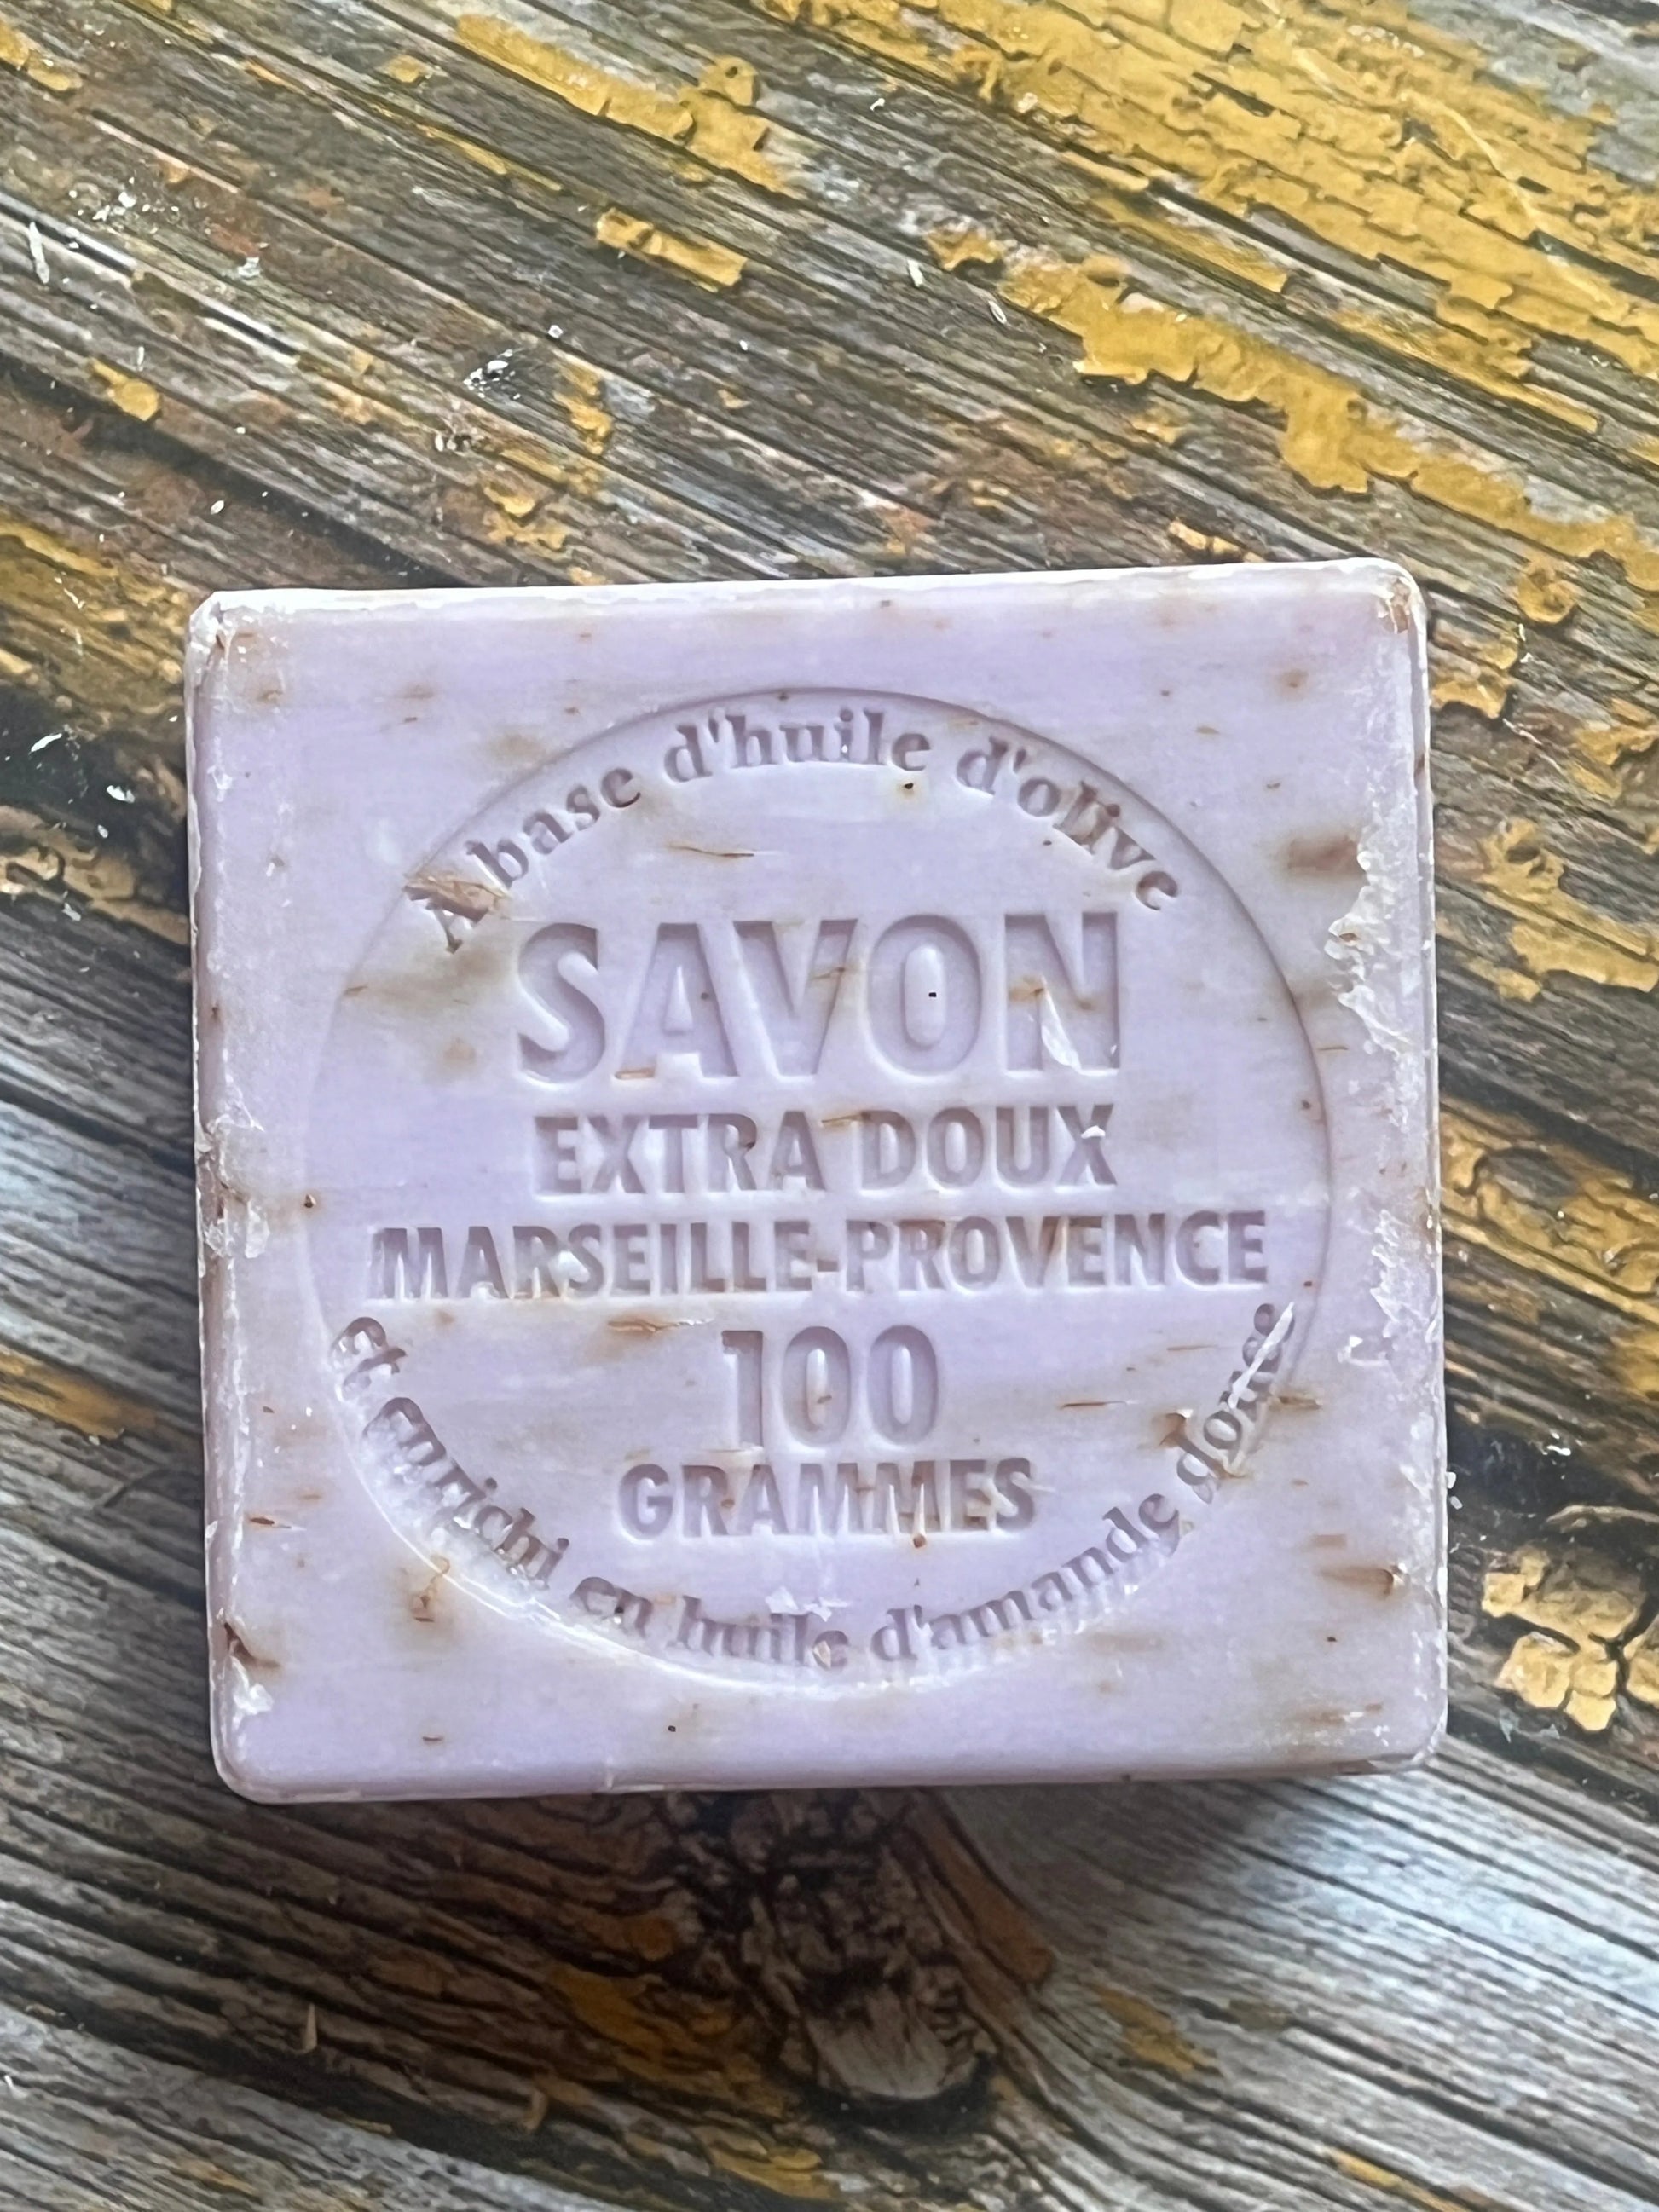 A base d'huile d'olive
SAVON
EXTRA DOUX
MARSEILLE-PROVENCE
100
GRAMMES
et enrichi en huile d'amande douce